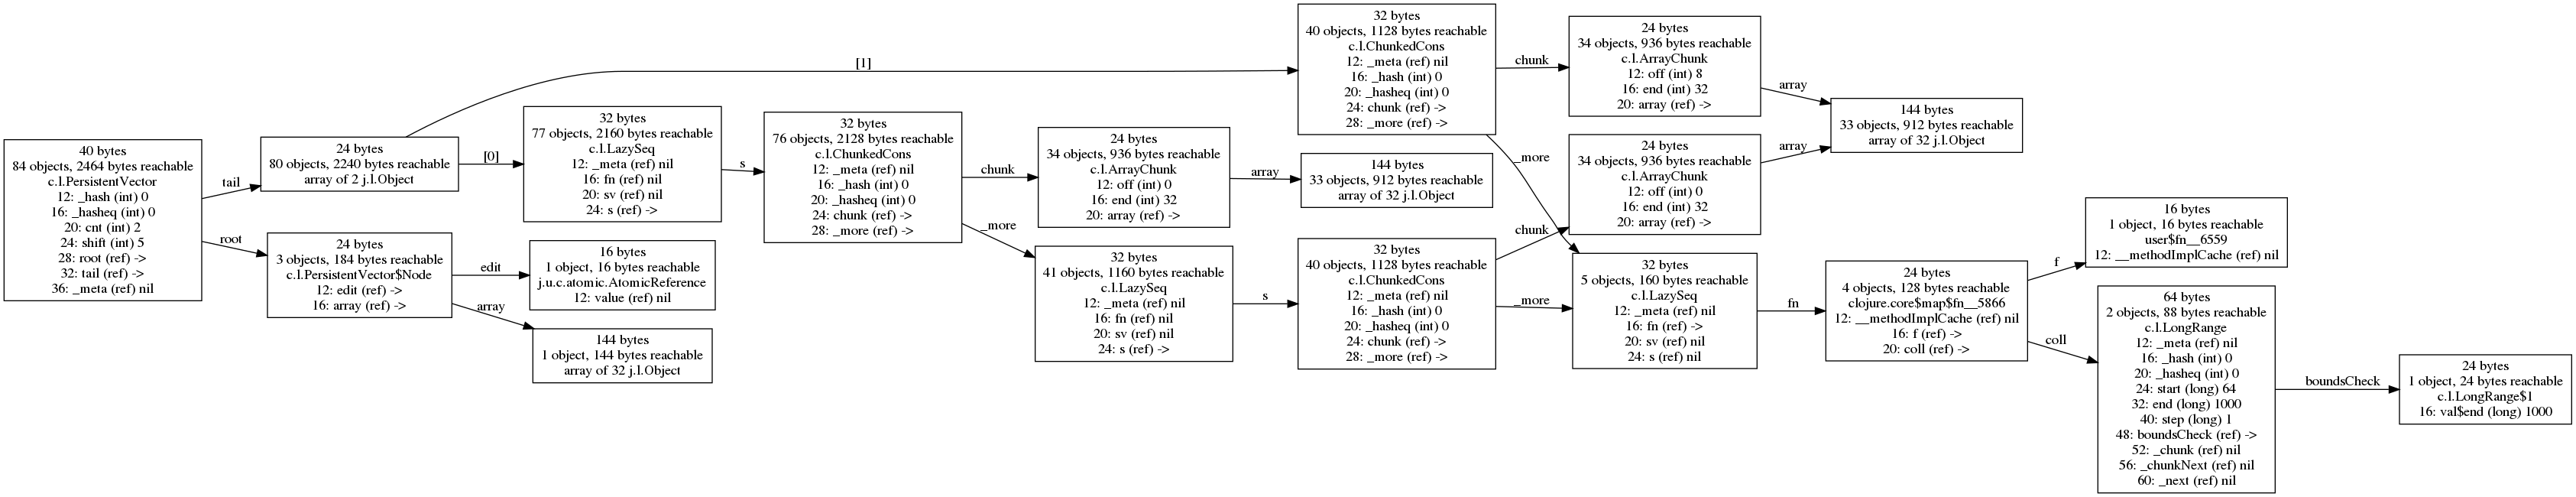 40 bytes
84 objects, 2464 bytes reachable
c.l.PersistentVector
12: _hash (int) 0
16: _hasheq (int) 0
20: cnt (int) 2
24: shift (int) 5
28: root (ref) ->
32: tail (ref) ->
36: _meta (ref) nil
tail
root
24 bytes
80 objects, 2240 bytes reachable
array of 2 j.l.Object
24 bytes
3 objects, 184 bytes reachable
c.l.PersistentVector$Node
12: edit (ref) ->
16: array (ref) ->
[1]
[0]
edit
array
32 bytes
77 objects, 2160 bytes reachable
c.l.LazySeq
12: _meta (ref) nil
16: fn (ref) nil
20: sv (ref) nil
24: s (ref) ->
16 bytes
1 object, 16 bytes reachable
j.u.c.atomic.AtomicReference
12: value (ref) nil
144 bytes
1 object, 144 bytes reachable
array of 32 j.l.Object
s
32 bytes
76 objects, 2128 bytes reachable
c.l.ChunkedCons
12: _meta (ref) nil
16: _hash (int) 0
20: _hasheq (int) 0
24: chunk (ref) ->
28: _more (ref) ->
chunk
_more
24 bytes
34 objects, 936 bytes reachable
c.l.ArrayChunk
12: off (int) 0
16: end (int) 32
20: array (ref) ->
32 bytes
41 objects, 1160 bytes reachable
c.l.LazySeq
12: _meta (ref) nil
16: fn (ref) nil
20: sv (ref) nil
24: s (ref) ->
array
s
32 bytes
40 objects, 1128 bytes reachable
c.l.ChunkedCons
12: _meta (ref) nil
16: _hash (int) 0
20: _hasheq (int) 0
24: chunk (ref) ->
28: _more (ref) ->
144 bytes
33 objects, 912 bytes reachable
array of 32 j.l.Object
32 bytes
40 objects, 1128 bytes reachable
c.l.ChunkedCons
12: _meta (ref) nil
16: _hash (int) 0
20: _hasheq (int) 0
24: chunk (ref) ->
28: _more (ref) ->
chunk
_more
chunk
_more
24 bytes
34 objects, 936 bytes reachable
c.l.ArrayChunk
12: off (int) 8
16: end (int) 32
20: array (ref) ->
24 bytes
34 objects, 936 bytes reachable
c.l.ArrayChunk
12: off (int) 0
16: end (int) 32
20: array (ref) ->
32 bytes
5 objects, 160 bytes reachable
c.l.LazySeq
12: _meta (ref) nil
16: fn (ref) ->
20: sv (ref) nil
24: s (ref) nil
array
array
fn
144 bytes
33 objects, 912 bytes reachable
array of 32 j.l.Object
24 bytes
4 objects, 128 bytes reachable
clojure.core$map$fn__5866
12: __methodImplCache (ref) nil
16: f (ref) ->
20: coll (ref) ->
f
coll
16 bytes
1 object, 16 bytes reachable
user$fn__6559
12: __methodImplCache (ref) nil
64 bytes
2 objects, 88 bytes reachable
c.l.LongRange
12: _meta (ref) nil
16: _hash (int) 0
20: _hasheq (int) 0
24: start (long) 64
32: end (long) 1000
40: step (long) 1
48: boundsCheck (ref) ->
52: _chunk (ref) nil
56: _chunkNext (ref) nil
60: _next (ref) nil
boundsCheck
24 bytes
1 object, 24 bytes reachable
c.l.LongRange$1
16: val$end (long) 1000